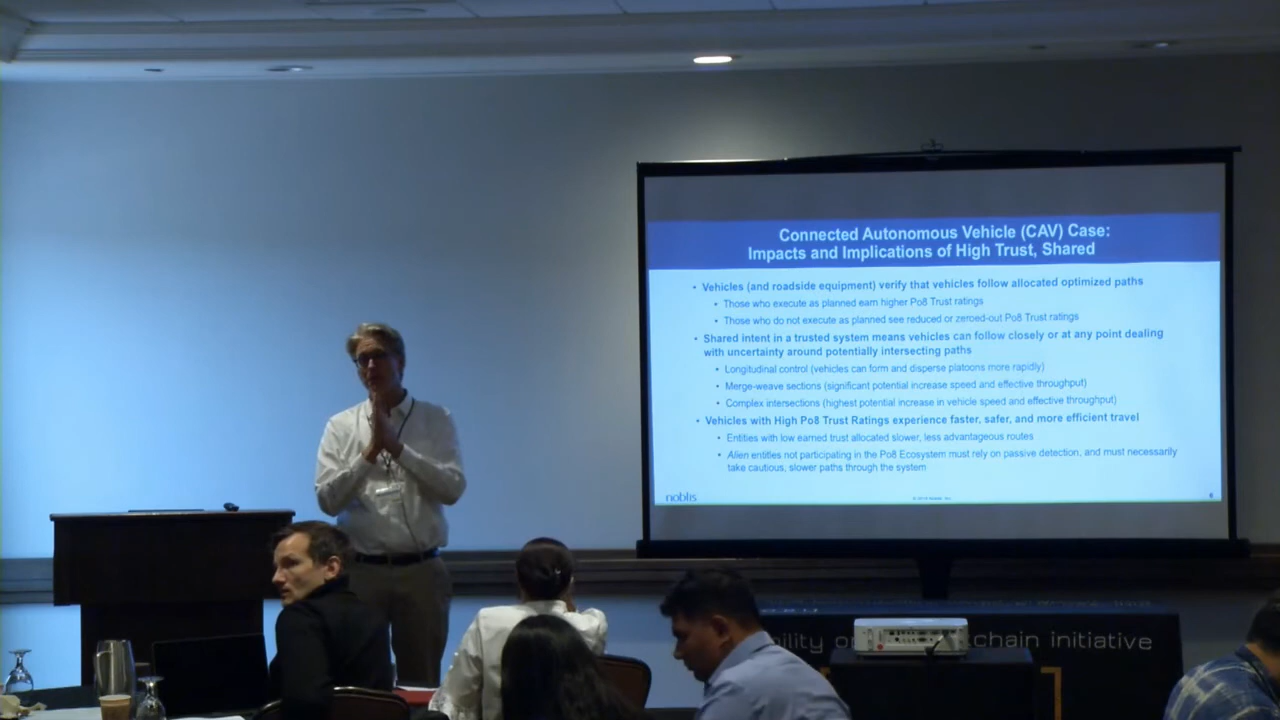 Connected Autonomous Vehicle (CAV) Case:
Impacts and Implications of High Trust, Shared
• Vehicles (and roadside equipment) verify that vehicles follow allocated optimized paths
• Those who execute as planned earn higher Po8 Trust ratings
• Those who do not execute as planned see reduced or zeroed-out Po8 Trust ratings
• Shared intent in a trusted system means vehicles can follow closely or at any point dealing
with uncertainty around potentially intersecting paths
• Longitudinal control (vehicles can form and disperse platoons more rapidly)
• Merge-weave sections (significant potential increase speed and effective throughput)
• Complex intersections (highest potential increase in vehicle speed and effective throughput)
• Vehicles with High Po8 Trust Ratings experience faster, safer, and more efficient travel
• Entities with low earned trust allocated slower, less advantageous routes
• Alien entities not participating in the Po8 Ecosystem must rely on passive detection, and must necessarily
take cautious, slower paths through the system
noblis
ility o kchain initiative